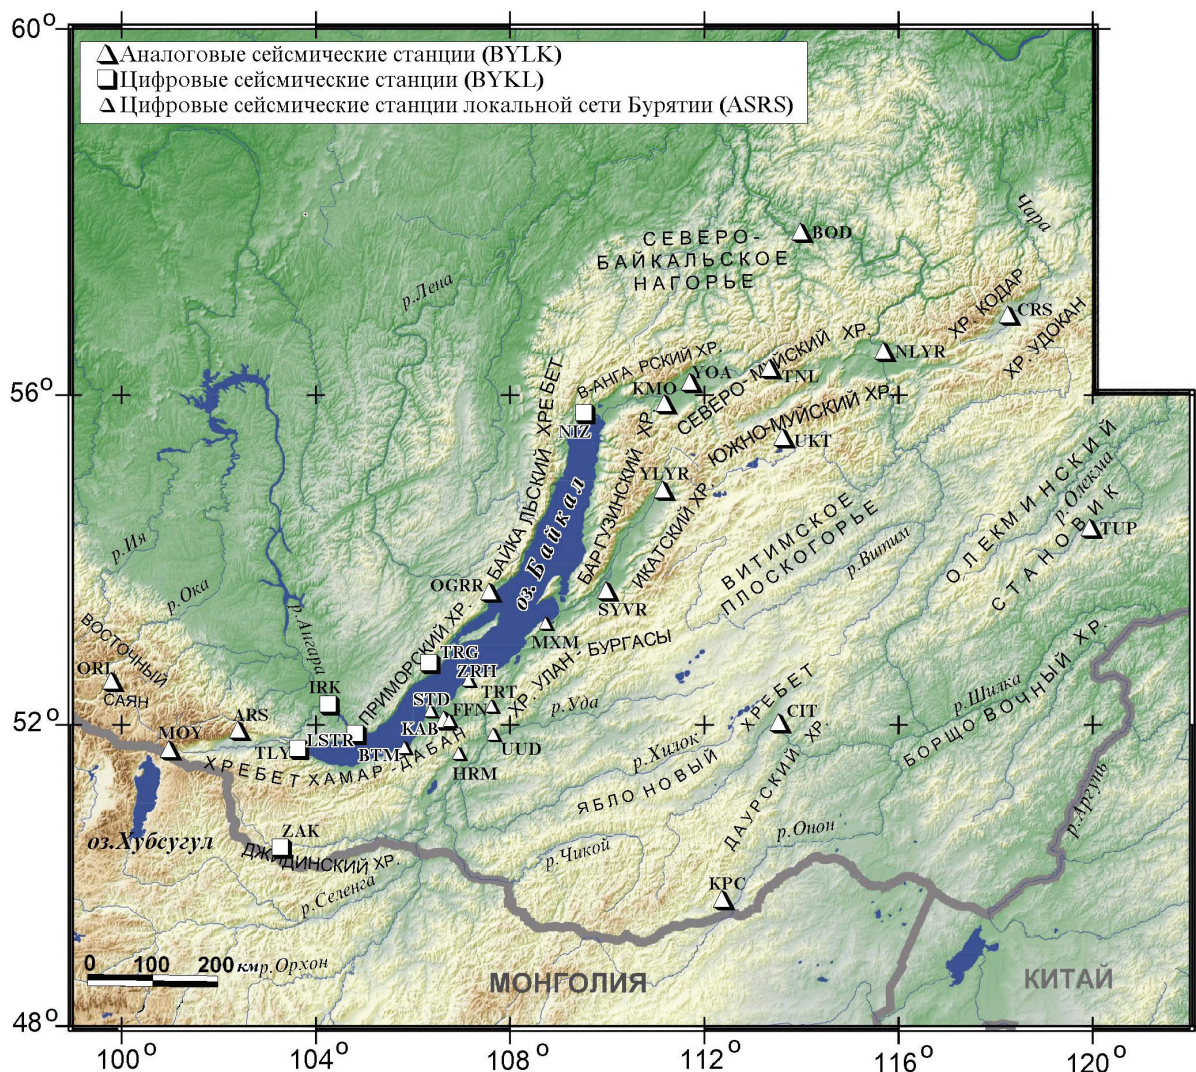 60°
Аналоговые сейсмические станции (BYLK)
Цифровые сейсмические станции (BYKL)
Цифровые сейсмические станции локальной сети Бурятии (ASRS)
Чара
BOD
СЕВЕРО-
БАЙКАЛЬСКОЕ
НАГОРЬЕ
р.Лена
ХР. КОДАР
CRS
ХР. УДОКАН
В-АНГАРСКИЙ ХР.
СЕВЕРО-МУЙСКИЙ ХР.
NLYR
YOA
TNL
56°
KMO
NIZ
БАЙКАЛЬСКИЙ ХРЕБЕТ
ЮЖНО-МУЙСКИЙ ХР.
UKT
YLYR
БАРГУЗИНСКИЙ ХР.
ИКАТСКИЙ ХР.
оз. Байкал
ОЛЕКМИНСКИЙ
СТАНОВИК
р.Олекма
TUP
ВИТИМСКОЕ
ПЛОСКОГОРЬЕ
р.Витим
р.Ия
р.Ока
р.Ангара
OGRR
SYVR
MXM
ПРИМОРСКИЙ ХР.
ХР. УЛАН-БУРГАСЫ
ВОСТОЧНЫЙ
САЯН
ORL
TRG
ZRH
TRT
IRK
STD
FFN
р.Уда
CIT
р.Шилка
БОРЩОВОЧНЫЙ ХР.
ARS
MOY
TLY
LSTR
KAB
BTM
UUD
HRM
52°
ХРЕБЕТ ХАМАР-ДАБАН
р.Хилок
ЯБЛОНОВЫЙ ХРЕБЕТ
ДАУРСКИЙ ХР.
р.Аргунь
оз.Хубсугул
ZAK
ДЖИДИНСКИЙ ХР.
р.Чикой
р.Онон
р.Селенга
KPC
0 100 200 км
р.Орхон
МОНГОЛИЯ
КИТАЙ
48°
100° 104° 108° 112° 116° 120°